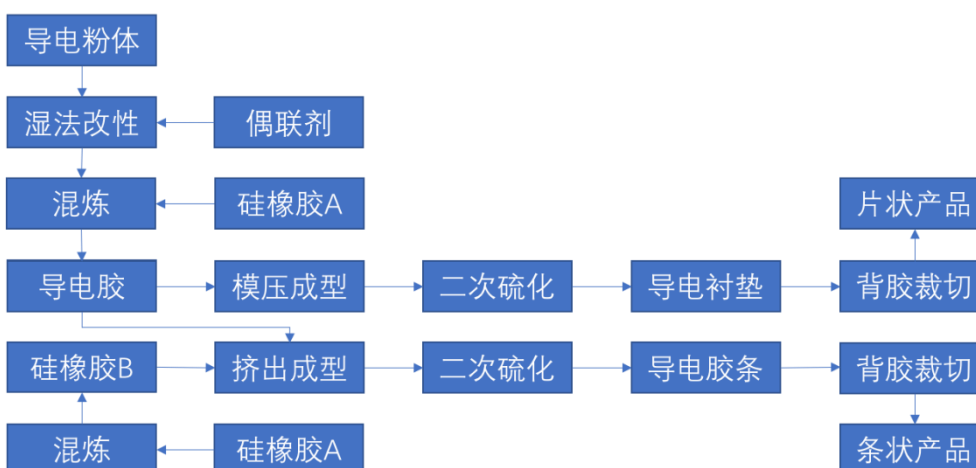 导电粉体
湿法改性
偶联剂
混炼
硅橡胶A
片状产品
导电胶
模压成型
二次硫化
导电衬垫
背胶裁切
硅橡胶B
挤出成型
二次硫化
导电胶条
背胶裁切
混炼
硅橡胶A
条状产品